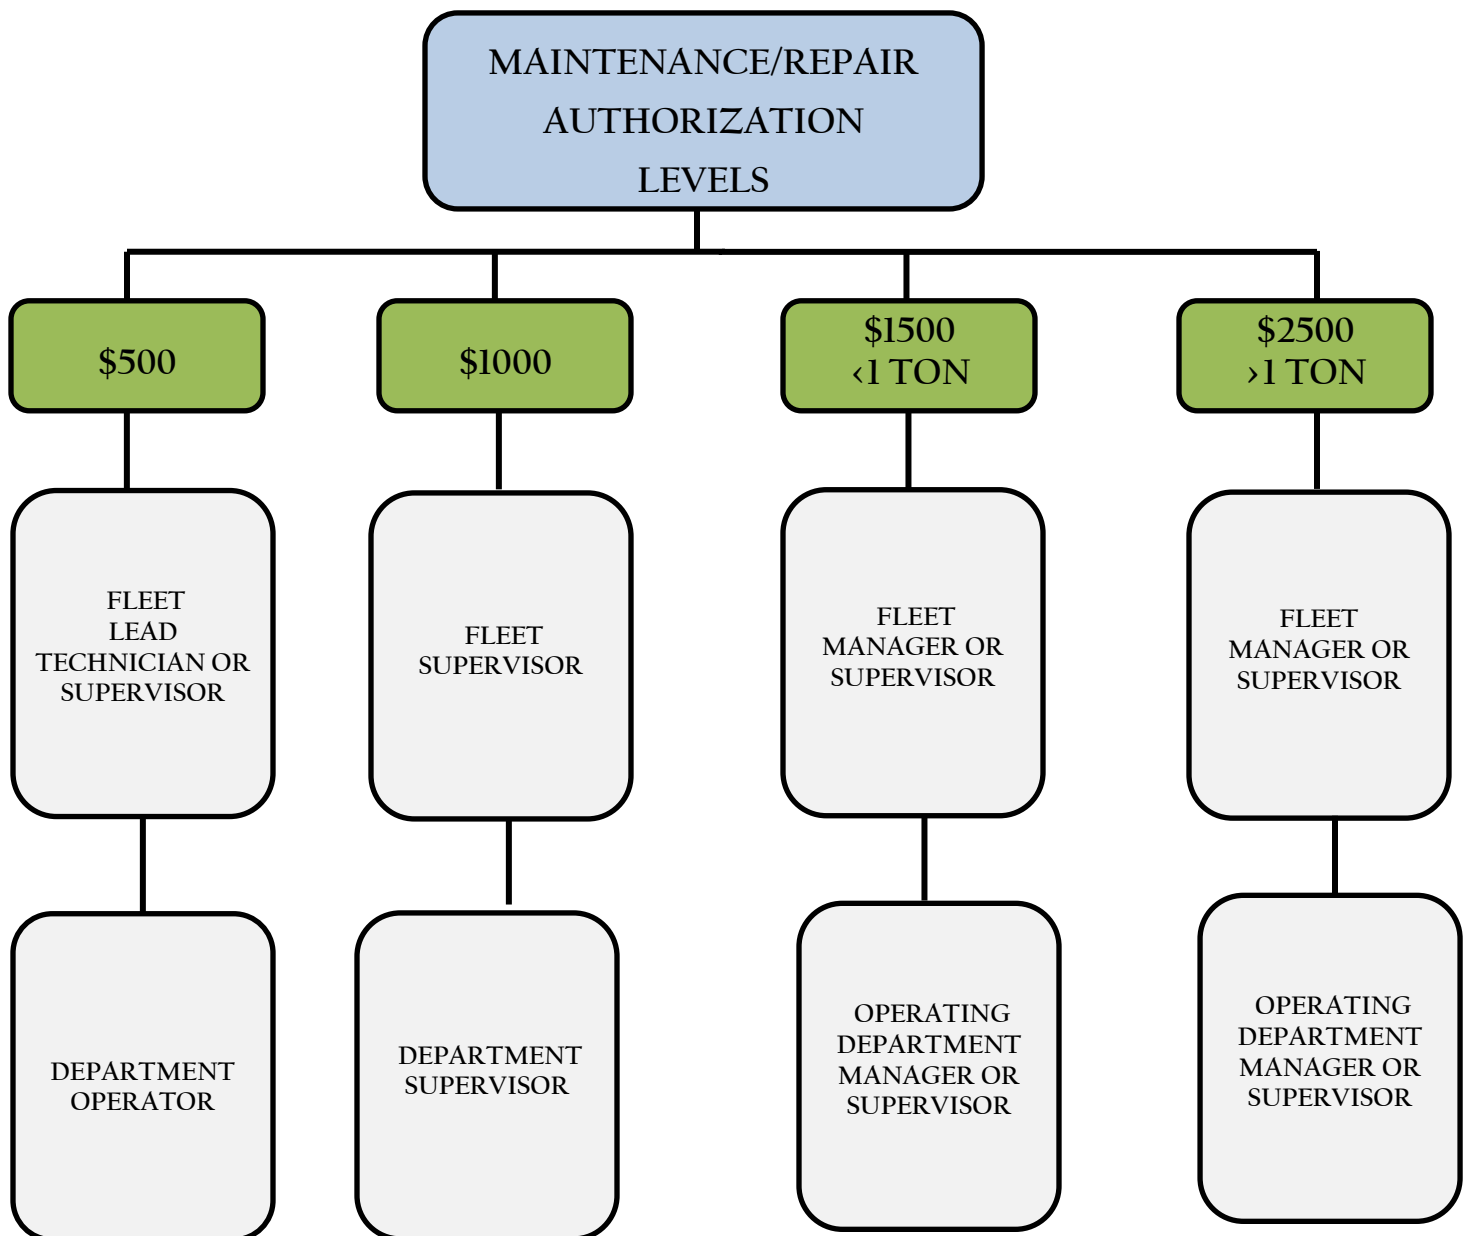 MAINTENANCE/REPAIR
AUTHORIZATION
LEVELS
$500
$1000
$1500
<1 TON
$2500
>1 TON
FLEET
LEAD
TECHNICIAN OR
SUPERVISOR
FLEET
SUPERVISOR
FLEET
MANAGER OR
SUPERVISOR
FLEET
MANAGER OR
SUPERVISOR
DEPARTMENT
OPERATOR
DEPARTMENT
SUPERVISOR
OPERATING
DEPARTMENT
MANAGER OR
SUPERVISOR
OPERATING
DEPARTMENT
MANAGER OR
SUPERVISOR